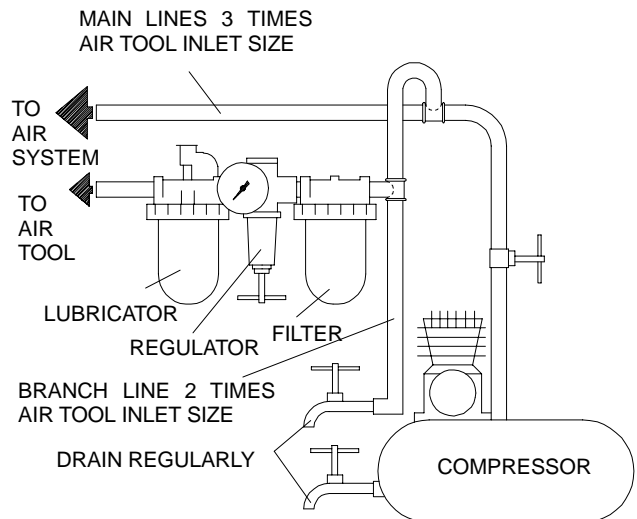 MAIN LINES 3 TIMES
AIR TOOL INLET SIZE
TO
AIR
SYSTEM
TO
AIR
TOOL
LUBRICATOR
REGULATOR
FILTER
BRANCH LINE 2 TIMES
AIR TOOL INLET SIZE
DRAIN REGULARLY
COMPRESSOR